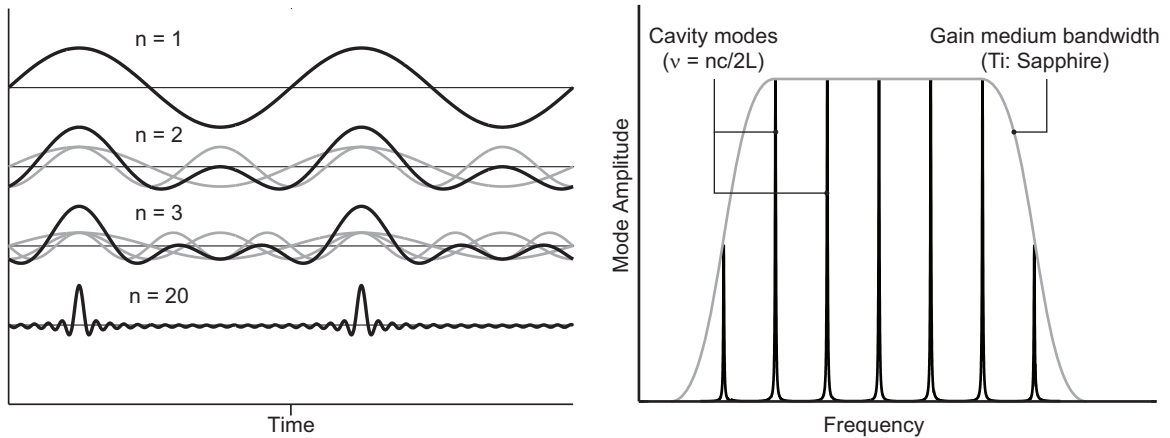 n = 1
n = 2
n = 3
n = 20
Time
Cavity modes
(ν = nc/2L)
Gain medium bandwidth
(Ti: Sapphire)
Mode Amplitude
Frequency